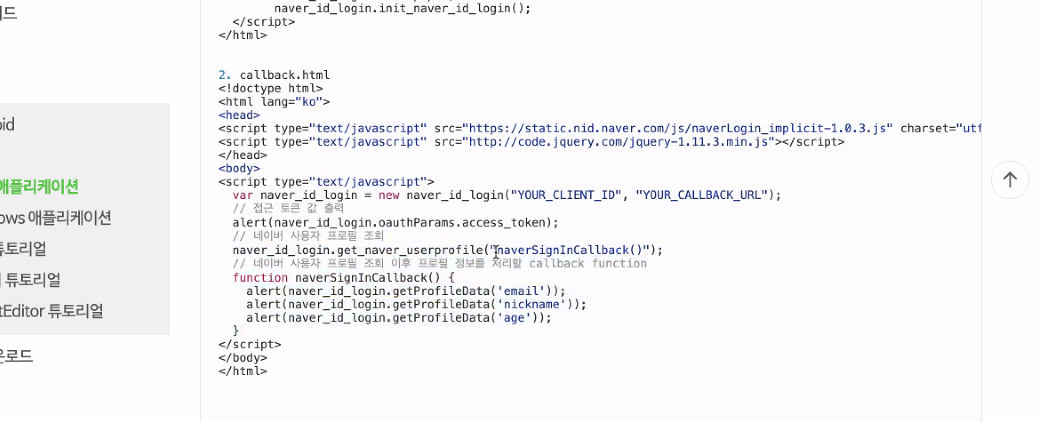 naver_id_login.init_naver_id_login();
</script>
</html>
2. callback.html
<!doctype html>
<html lang="ko">
<head>
<script type="text/javascript" src="https://static.nid.naver.com/js/naverLogin_implicit-1.0.3.js" charset="utf
<script type="text/javascript" src="http://code.jquery.com/jquery-1.11.3.min.js"></script>
</head>
<body>
<script type="text/javascript">
var naver_id_login = new naver_id_login("YOUR_CLIENT_ID", "YOUR_CALLBACK_URL");
// 접근 토큰 값 출력
alert(naver_id_login.oauthParams.access_token);
// 네이버 사용자 프로필 조회
naver_id_login.get_naver_userprofile("naverSignInCallback()");
// 네이버 사용자 프로필 조회 이후 프로필 정보를 처리할 callback function
function naverSignInCallback() {
alert(naver_id_login.getProfileData('email'));
alert(naver_id_login.getProfileData('nickname'));
alert(naver_id_login.getProfileData('age'));
}
</script>
</body>
</html>
애플리케이션
ows 애플리케이션
튜토리얼
튜토리얼
tEditor 튜토리얼